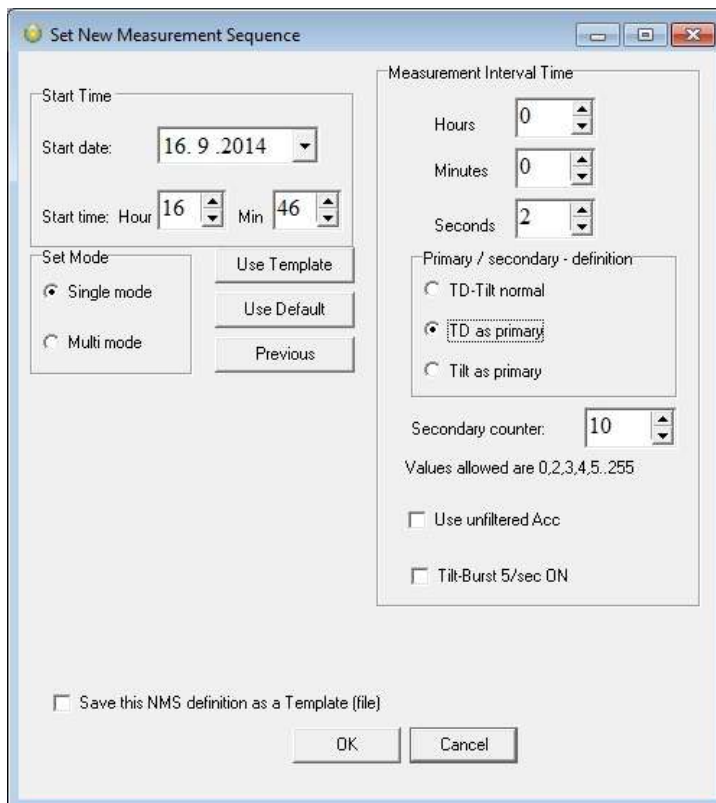 Set New Measurement Sequence
Start Time
Start date: 16. 9 .2014
Start time: Hour 16 Min 46
Set Mode
Single mode
Multi mode
Use Template
Use Default
Previous
Measurement Interval Time
Hours 0
Minutes 0
Seconds 2
Primary / secondary - definition
TD-Tilt normal
TD as primary
Tilt as primary
Secondary counter: 10
Values allowed are 0,2,3,4,5..255
Use unfiltered Acc
Tilt-Burst 5/sec ON
Save this NMS definition as a Template (file)
OK Cancel